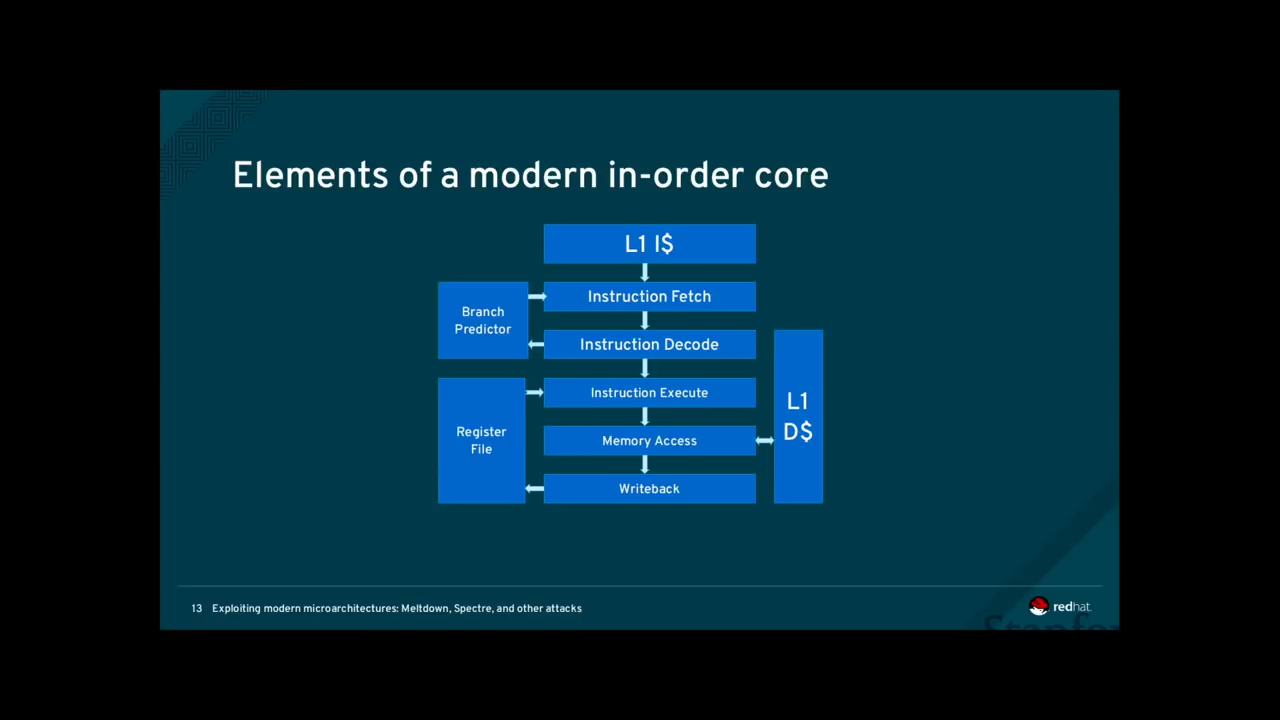 Elements of a modern in-order core
L1 I$
Branch
Predictor
Instruction Fetch
Instruction Decode
Register
File
Instruction Execute
Memory Access
Writeback
L1
D$
13 Exploiting modern microarchitectures: Meltdown, Spectre, and other attacks
redhat.